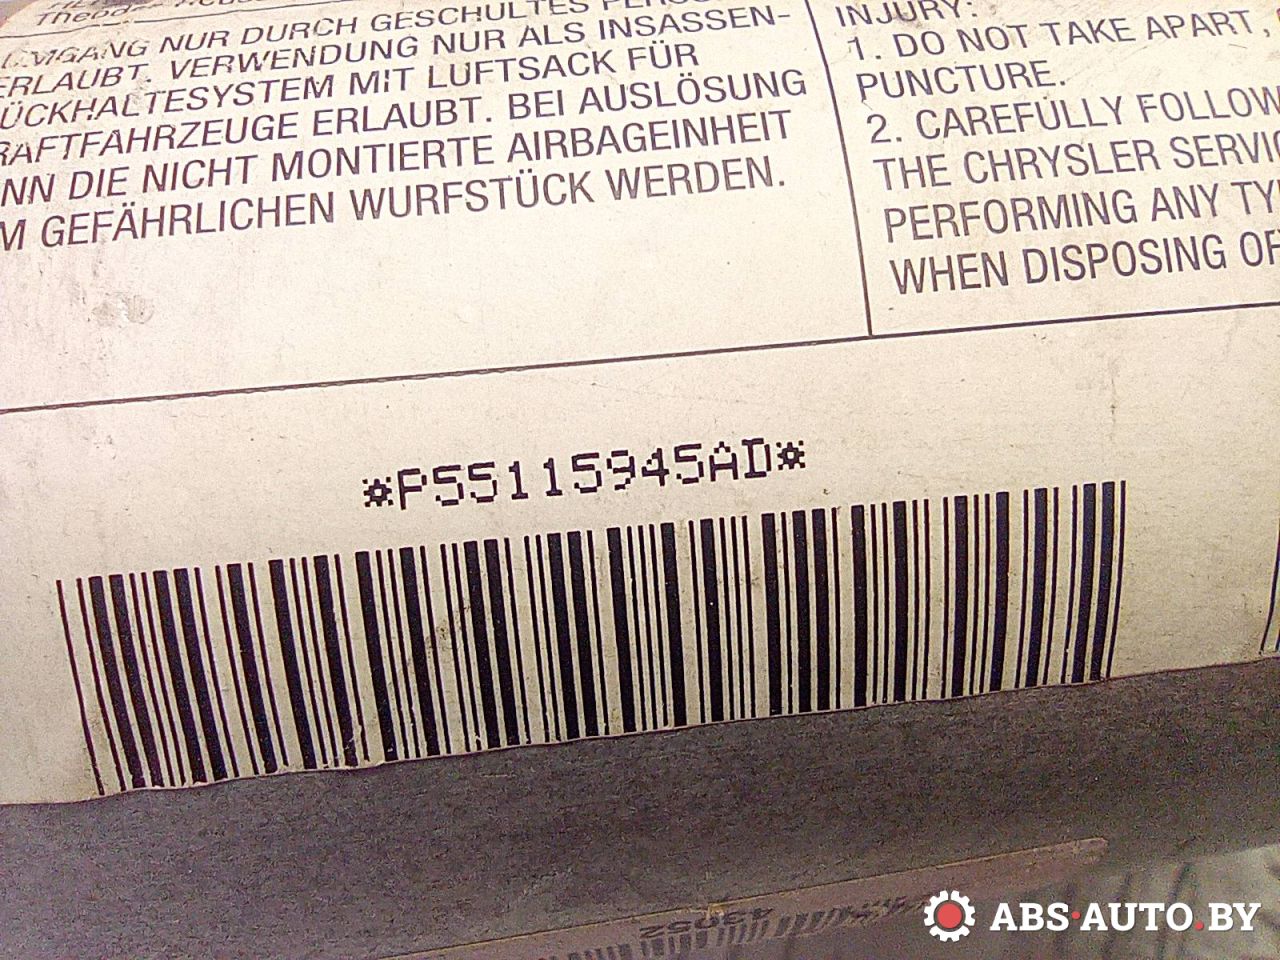 UMGANG NUR DURCH GESCHULTES
ERLAUBT. VERWENDUNG NUR ALS INSASSEN-
ÜCKHALTESYSTEM MIT LUFTSACK FÜR
RAFTFAHRZEUGE ERLAUBT. BEI AUSLÖSUNG
NN DIE NICHT MONTIERTE AIRBAGEINHEIT
M GEFÄHRLICHEN WURFSTÜCK WERDEN.
INJURY:
1. DO NOT TAKE APART,
PUNCTURE.
2. CAREFULLY FOLLOW
THE CHRYSLER SERVIC
PERFORMING ANY TY
WHEN DISPOSING OF
*P55115945AD*
43052
ABS·AUTO.BY